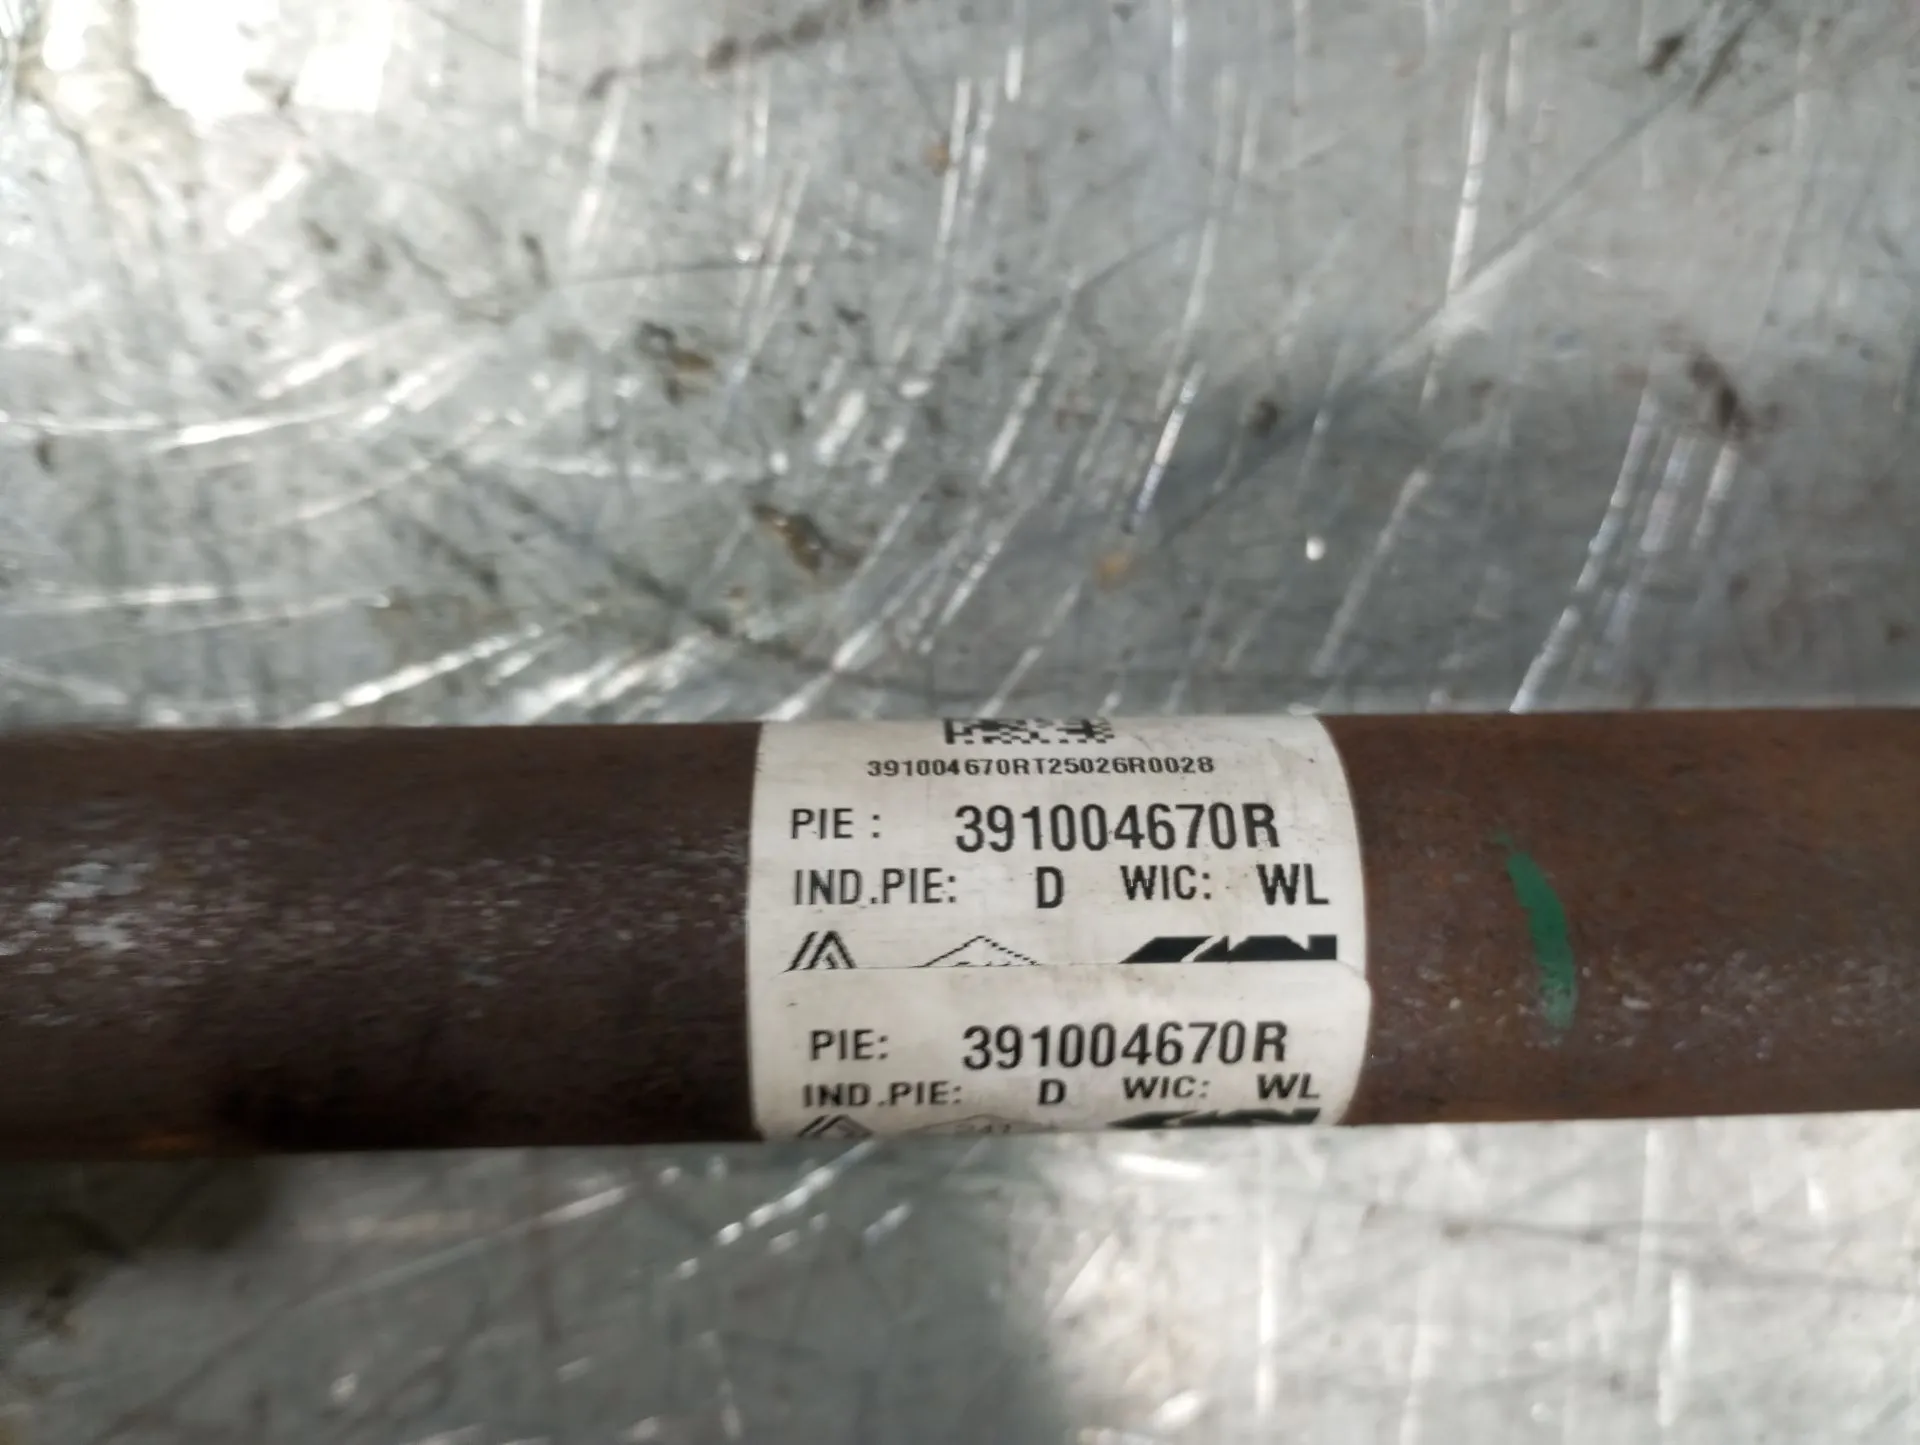 391004670RT25026R0028
PIE : 391004670R
IND.PIE: D WIC: WL
PIE: 391004670R
IND.PIE: D WIC: WL